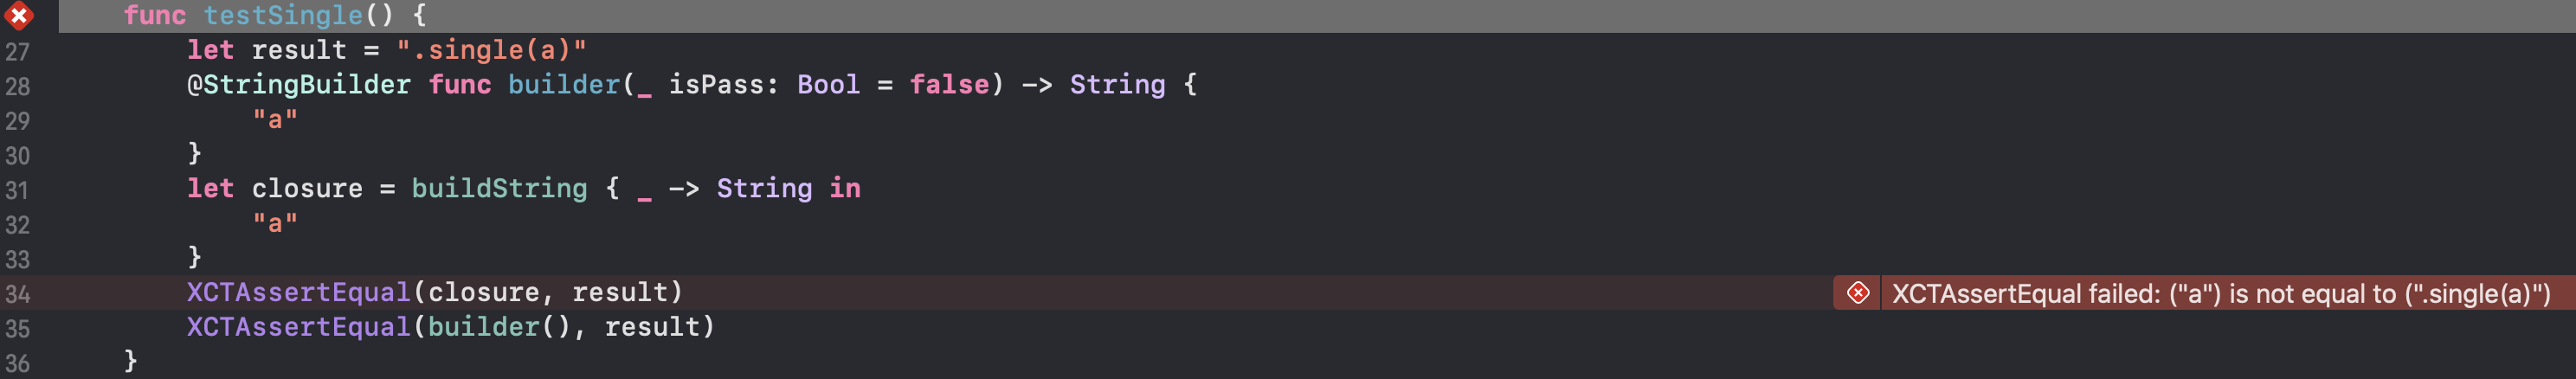 func testSingle() {
27 let result = ".single(a)"
28 @StringBuilder func builder(_ isPass: Bool = false) -> String {
29 "a"
30 }
31 let closure = buildString { _ -> String in
32 "a"
33 }
34 XCTAssertEqual(closure, result) XCTAssertEqual failed: ("a") is not equal to (".single(a)")
35 XCTAssertEqual(builder(), result)
36 }